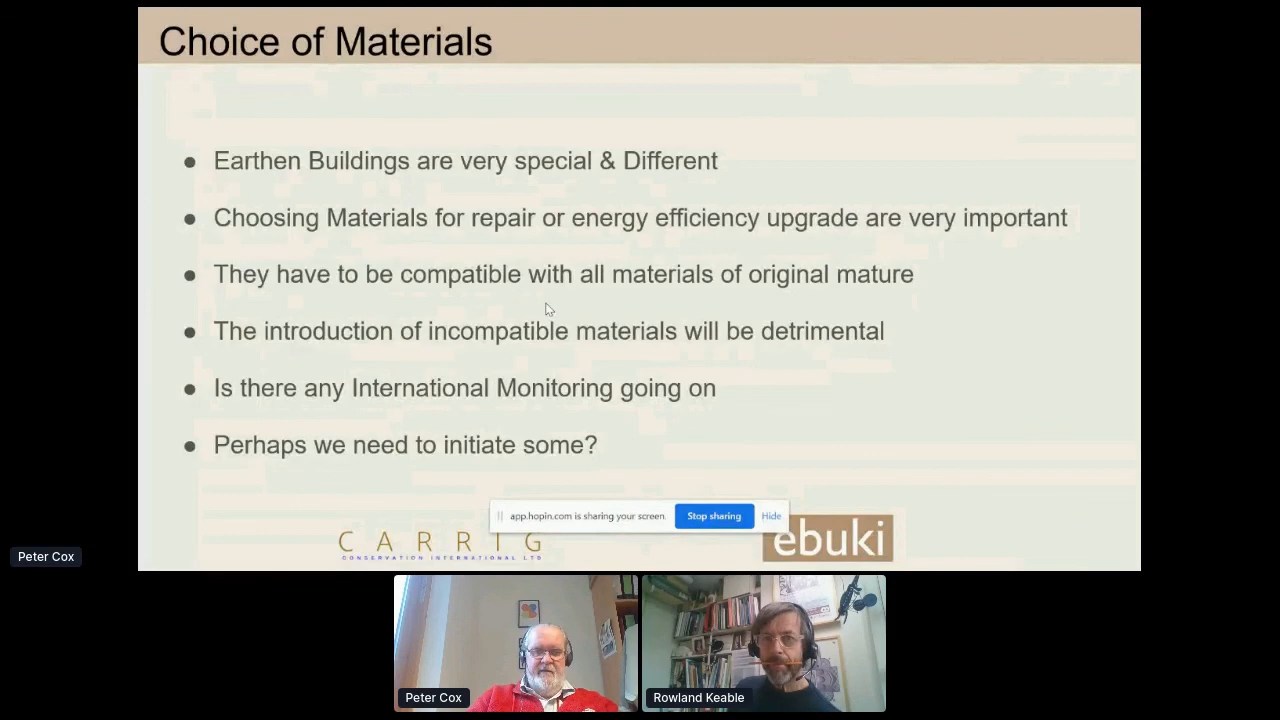 Choice of Materials
● Earthen Buildings are very special & Different
● Choosing Materials for repair or energy efficiency upgrade are very important
● They have to be compatible with all materials of original mature
● The introduction of incompatible materials will be detrimental
● Is there any International Monitoring going on
● Perhaps we need to initiate some?
app.hopin.com is sharing your screen Stop sharing Hide
CARRIG
CONSERVATION INTERNATIONAL LTD
ebuki
Peter Cox
Peter Cox
Rowland Keable